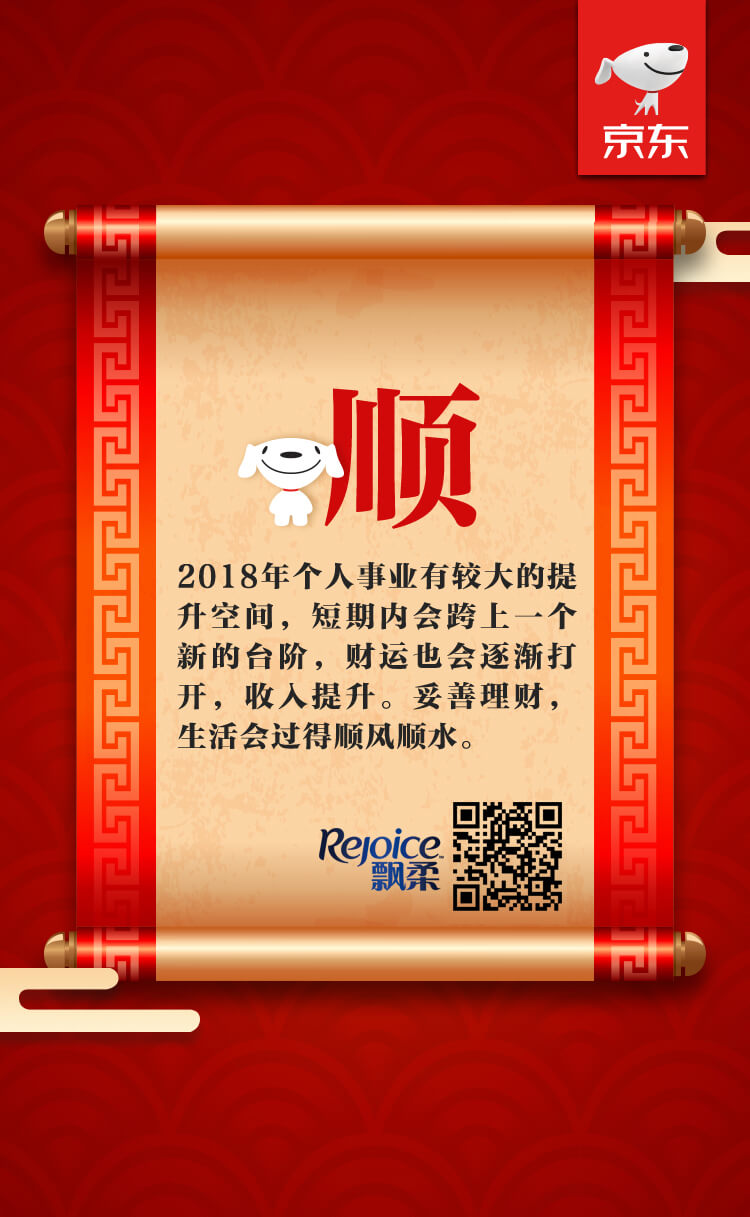 京东
顺
2018年个人事业有较大的提
升空间，短期内会跨上一个
新的台阶，财运也会逐渐打
开，收入提升。妥善理财，
生活会过得顺风顺水。
Rejoice™
飘柔